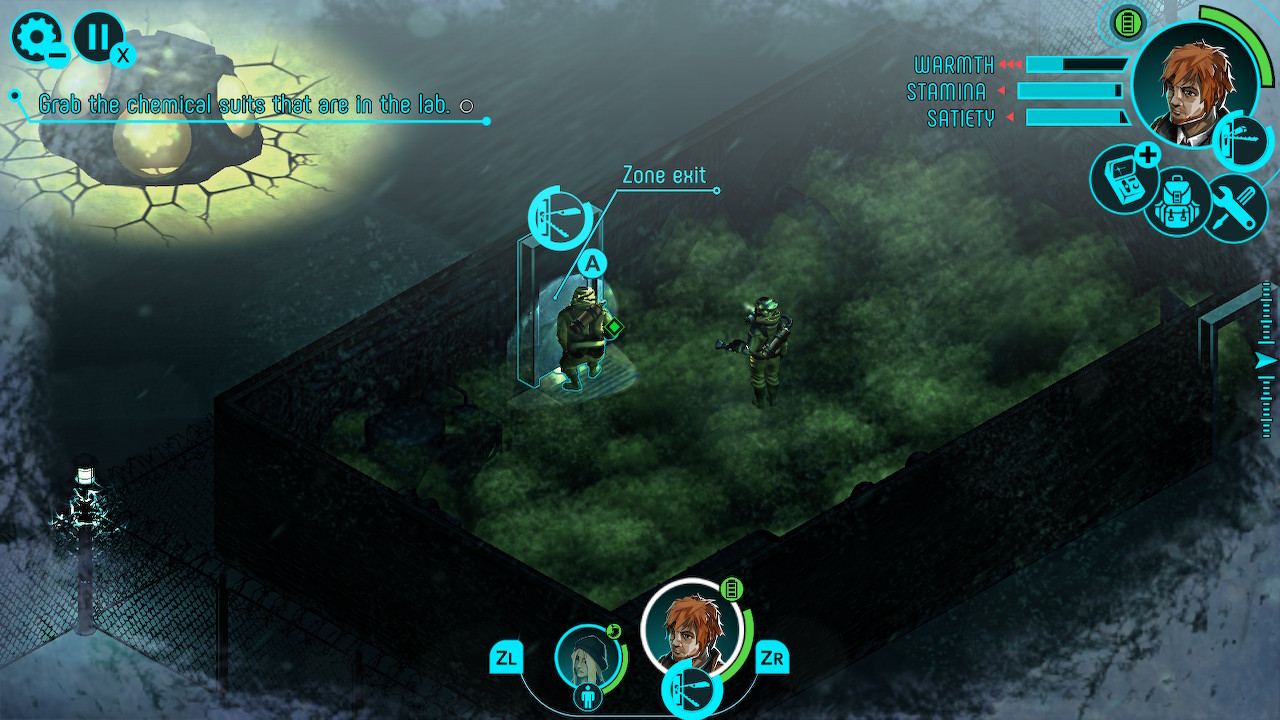 X
Grab the chemical suits that are in the lab.
WARMTH
STAMINA
SATIETY
Zone exit
A
ZL
ZR